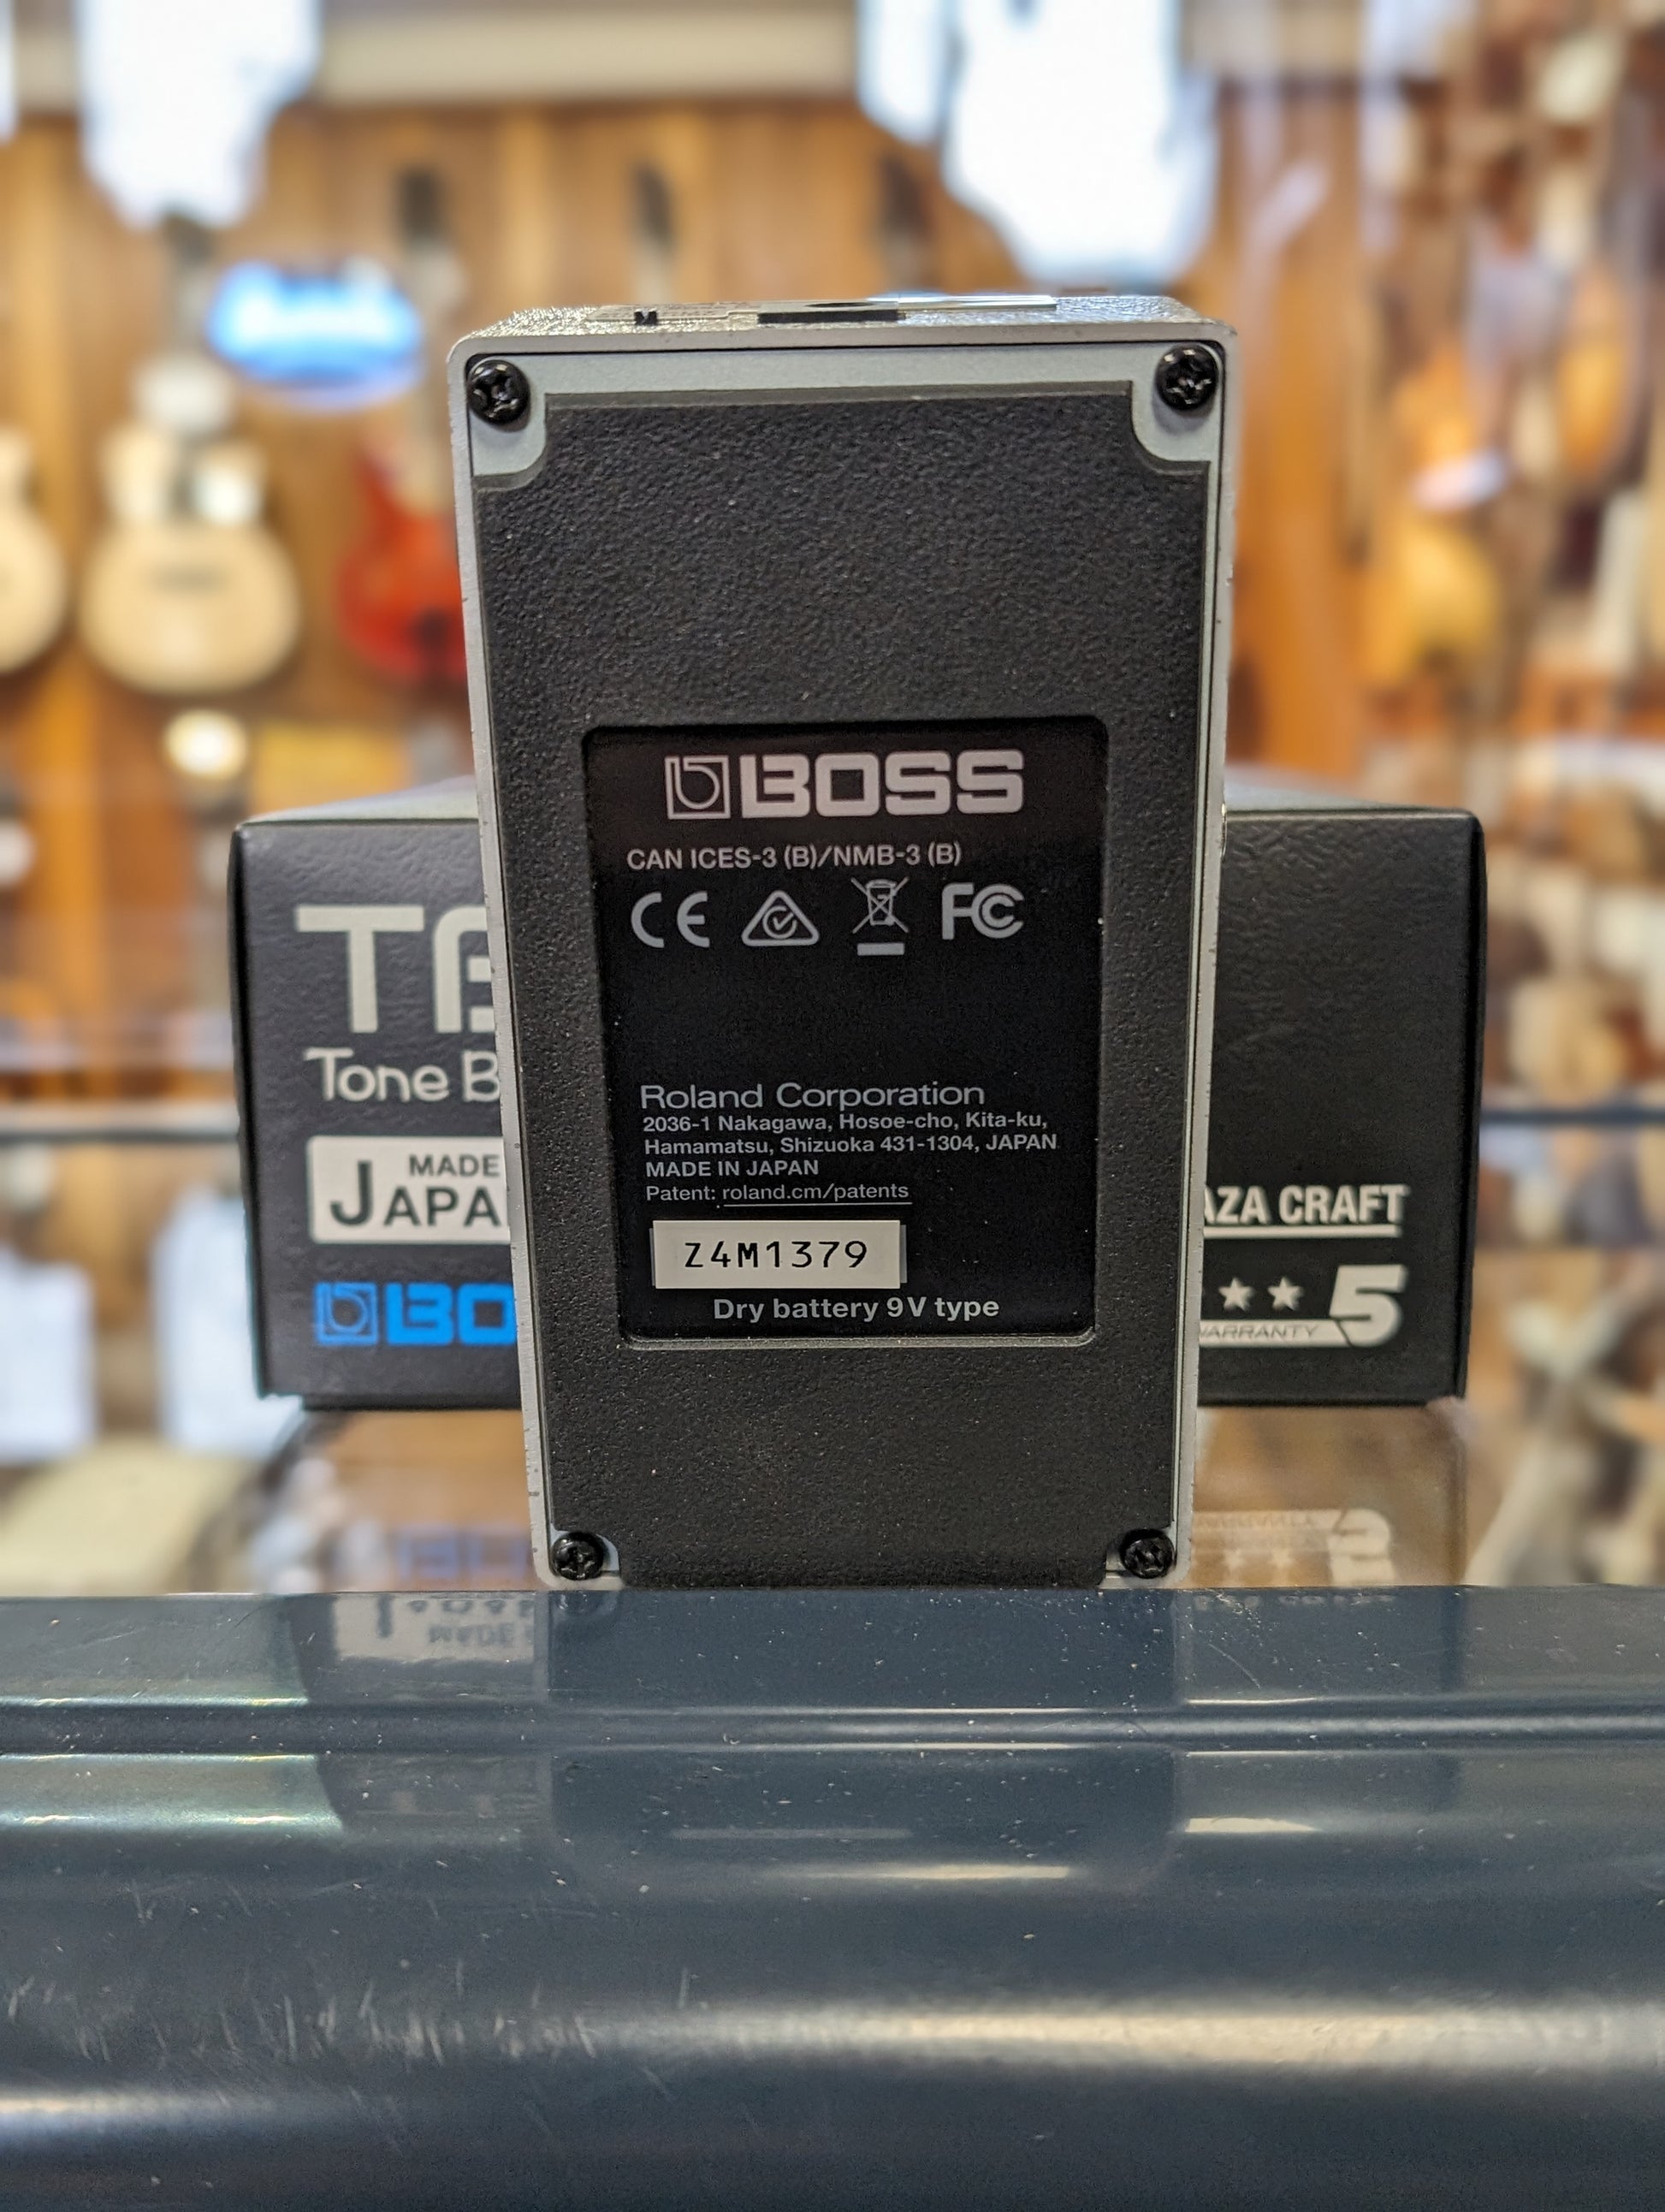 BOSS
CAN ICES-3 (B)/NMB-3 (B)
CE FC
Roland Corporation
2036-1 Nakagawa, Hosoe-cho, Kita-ku,
Hamamatsu, Shizuoka 431-1304, JAPAN
MADE IN JAPAN
Patent: roland.cm/patents
Z4M1379
Dry battery 9V type
Tone B
MADE
JAPA
BO
AZA CRAFT
5
WARRANTY